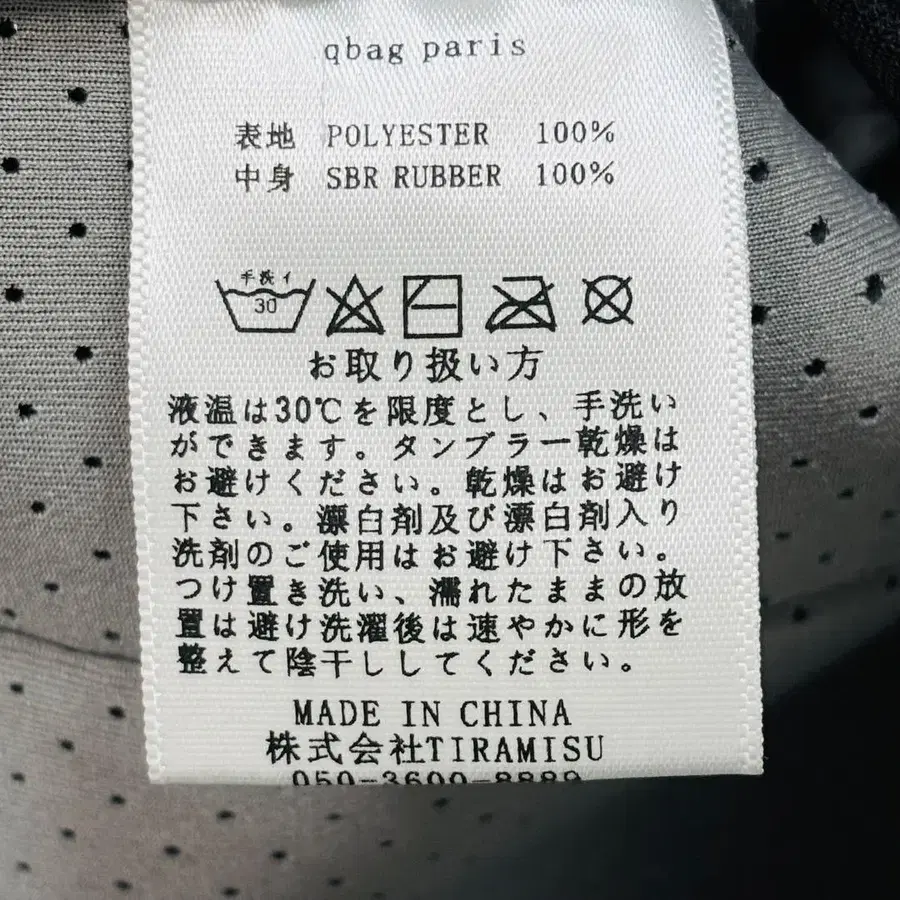 qbag paris
表地 POLYESTER 100%
中身 SBR RUBBER 100%
手洗イ
30
お取り扱い方
液温は30℃を限度とし、手洗い
ができます。タンブラー乾燥は
お避けください。乾燥はお避け
下さい。漂白剤及び漂白剤入り
洗剤のご使用はお避け下さい。
つけ置き洗い、濡れたままの放
置は避け洗濯後は速やかに形を
整えて陰干ししてください。
MADE IN CHINA
株式会社TIRAMISU
050-3600-8889